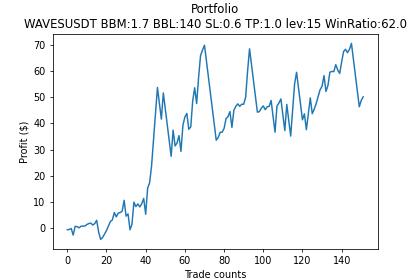 Portfolio
WAVESUSDT BBM:1.7 BBL:140 SL:0.6 TP:1.0 lev:15 WinRatio:62.0
Profit ($)
70
60
50
40
30
20
10
0
0 20 40 60 80 100 120 140
Trade counts